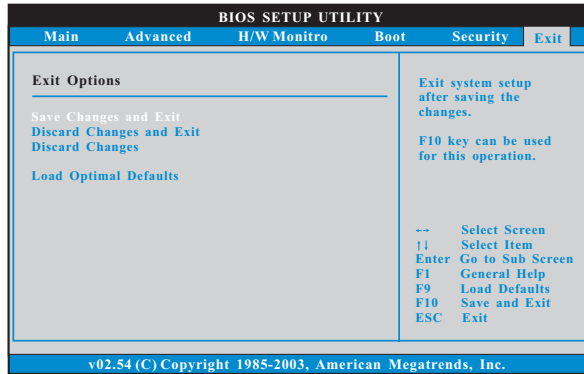 BIOS SETUP UTILITY
Main Advanced H/W Monitro Boot Security Exit
Exit Options
Save Changes and Exit
Discard Changes and Exit
Discard Changes
Load Optimal Defaults
Exit system setup
after saving the
changes.
F10 key can be used
for this operation.
←→ Select Screen
↑↓ Select Item
Enter Go to Sub Screen
F1 General Help
F9 Load Defaults
F10 Save and Exit
ESC Exit
v02.54 (C) Copyright 1985-2003, American Megatrends, Inc.